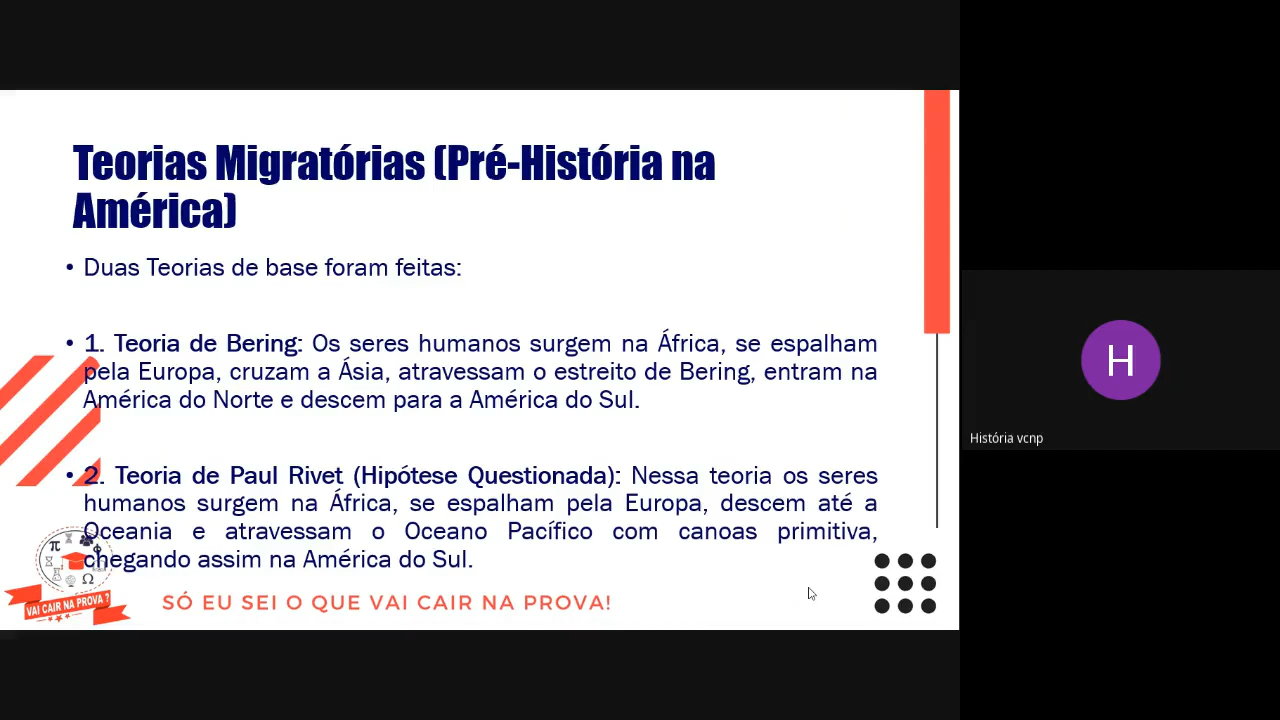 Teorias Migratórias (Pré-História na
América)
• Duas Teorias de base foram feitas:
• 1. Teoria de Bering: Os seres humanos surgem na África, se espalham
pela Europa, cruzam a Ásia, atravessam o estreito de Bering, entram na
América do Norte e descem para a América do Sul.
• 2. Teoria de Paul Rivet (Hipótese Questionada): Nessa teoria os seres
humanos surgem na África, se espalham pela Europa, descem até a
Oceania e atravessam o Oceano Pacífico com canoas primitiva,
chegando assim na América do Sul.
π
Ω
VAI CAIR NA PROVA ?
SÓ EU SEI O QUE VAI CAIR NA PROVA!
H
História vcnp